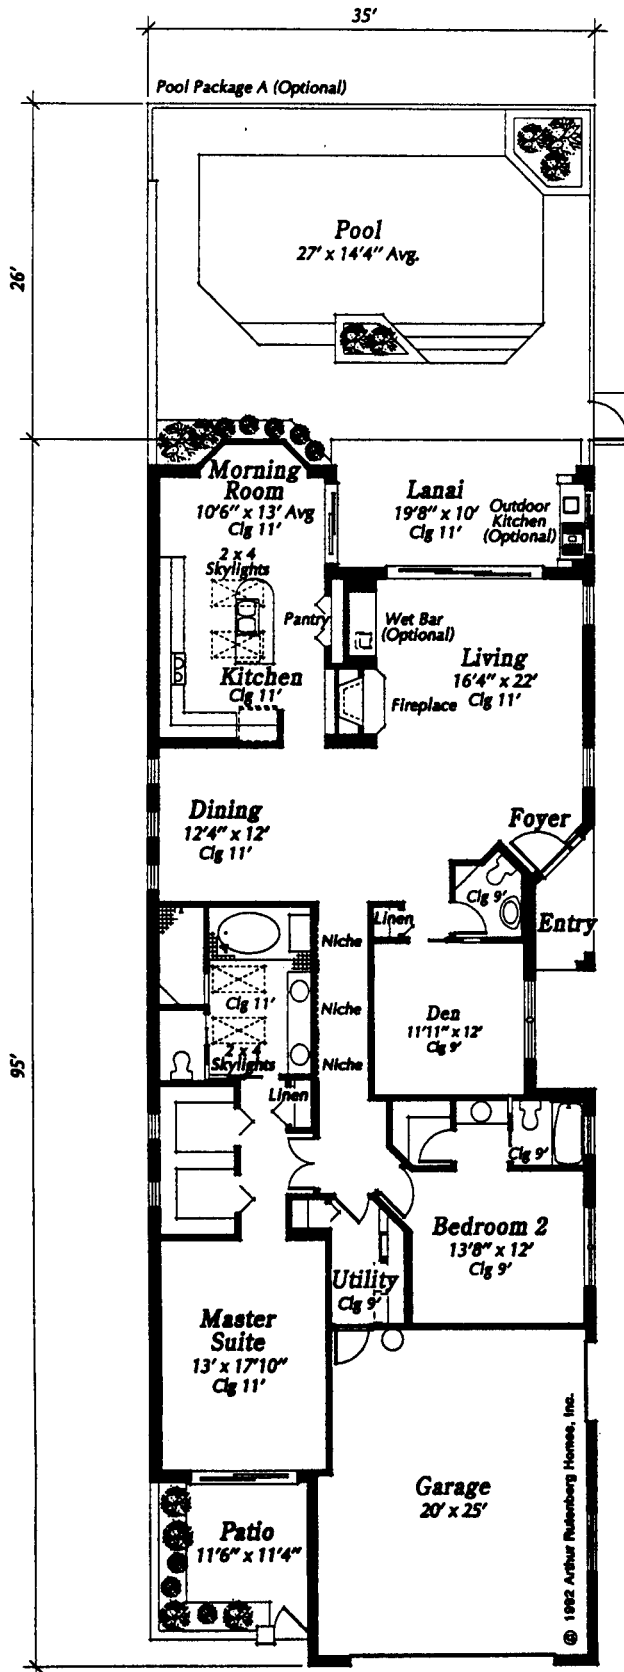 35'
Pool Package A (Optional)
26'
Pool
27' x 14'4" Avg.
Morning
Room
10'6" x 13' Avg
Clg 11'
2 x 4
Skylights
Lanai
19'8" x 10'
Clg 11'
Outdoor
Kitchen
(Optional)
Pantry
Wet Bar
(Optional)
Kitchen
Clg 11'
Living
16'4" x 22'
Clg 11'
Fireplace
Dining
12'4" x 12'
Clg 11'
Foyer
Clg 9'
Linen
Entry
Niche
95'
Clg 11'
Niche
Den
11'11" x 12'
Clg 9'
2 x 4
Skylights
Niche
Linen
Clg 9'
Bedroom 2
13'8" x 12'
Clg 9'
Utility
Clg 9'
Master
Suite
13' x 17'10"
Clg 11'
Garage
20' x 25'
Patio
11'6" x 11'4"
© 1992 Arthur Rutenberg Homes, Inc.